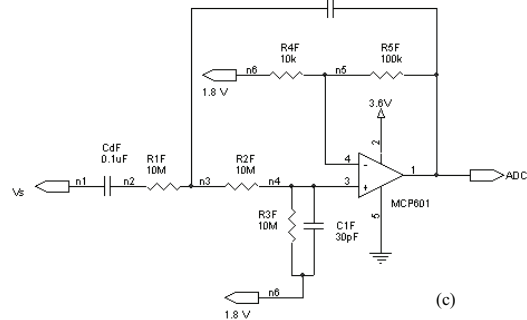 R4F
10k
R5F
100k
n6
n5
1.8 V
3.6V
2
CdF
0.1uF
R1F
10M
R2F
10M
4
-
1
ADC
Vs
n1
n2
n3
n4
3
+
MCP601
R3F
10M
C1F
30pF
5
n6
1.8 V
(c)